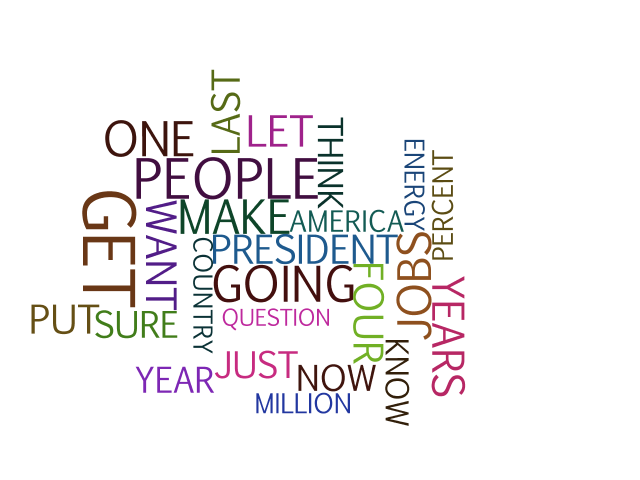 LAST
LET
ONE
THINK
ENERGY
PERCENT
PEOPLE
GET
WANT
MAKE
AMERICA
PRESIDENT
COUNTRY
JOBS
GOING
FOUR
YEARS
PUT
SURE
QUESTION
KNOW
JUST
YEAR
NOW
MILLION